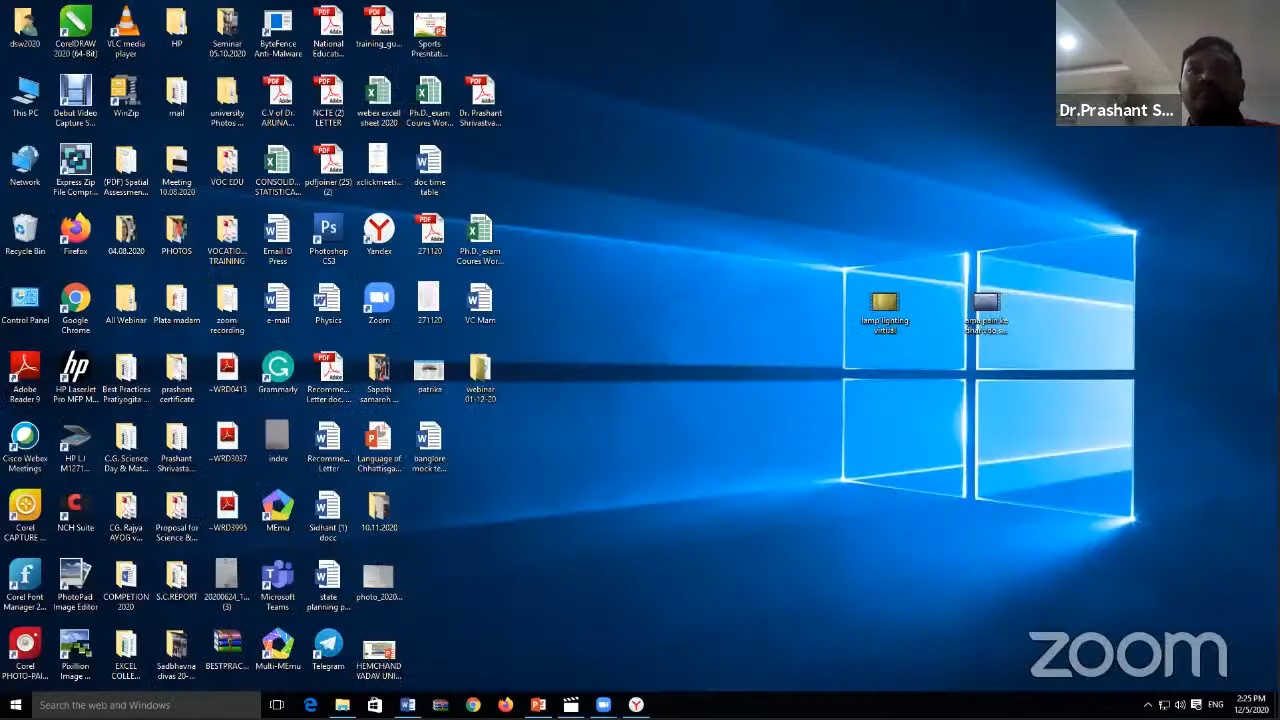 dsw2020
CorelDRAW
2020 (64-Bit)
VLC media
player
HP
Seminar
05.10.2020
ByteFence
Anti-Malware
National
Educati...
training_gu...
Sports
Presntati...
Dr.Prashant S...
This PC
Debut Video
Capture S...
WinZip
mail
university
Photos ...
C.V of Dr.
ARUNA...
NCTE (2)
LETTER
webex excell
sheet 2020
Ph.D._exam
Coures Wor...
Dr. Prashant
Shrivastva...
Network
Express Zip
File Compr...
(PDF) Spatial
Assessmen...
Meeting
10.08.2020
VOC EDU
CONSOLID...
STATISTICA...
pdfjoiner (25)
(2)
xclickmeeti...
doc time
table
Recycle Bin
Firefox
04.08.2020
PHOTOS
VOCATIO...
TRAINING
Email ID
Press
Photoshop
CS3
Yandex
271120
Ph.D._exam
Coures Wor...
Control Panel
Google
Chrome
All Webinar
Plata madam
zoom
recording
e-mail
Physics
Zoom
271120
VC Mam
lamp lighting
virtual
Adobe
Reader 9
HP LaserJet
Pro MFP M...
Best Practices
Pratiyogita ...
prashant
certificate
~WRD0413
Grammarly
Recomme...
Letter doc. ...
Sapath
samaroh ...
patrika
webinar
01-12-20
Cisco Webex
Meetings
HP LJ
M1271...
C.G. Science
Day & Mat...
Prashant
Shrivasta...
~WRD3037
index
Recomme...
Letter
Language of
Chhattisga...
banglore
mock te...
Corel
CAPTURE ...
NCH Suite
CG. Rajya
AYOG v...
Proposal for
Science &...
~WRD3995
MEmu
Sidhant (1)
docc
10.11.2020
Corel Font
Manager 2...
PhotoPad
Image Editor
COMPETION
2020
S.C.REPORT
20200624_1...
(3)
Microsoft
Teams
state
planning p...
photo_2020...
Corel
PHOTO-PAI...
Pixillion
Image ...
EXCEL
COLLE...
Sadbhavna
divas 20-...
BESTPRAC...
Multi-MEmu
Telegram
HEMCHAND
YADAV UNI...
zoom
Search the web and Windows
ENG
2:25 PM
12/5/2020